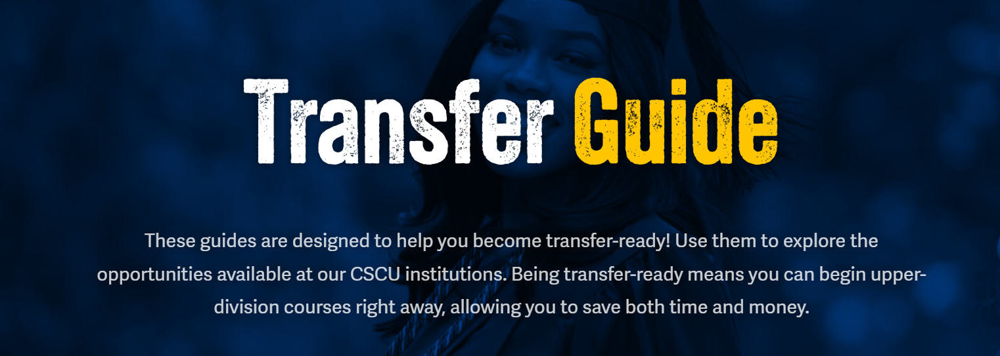 Transfer Guide
These guides are designed to help you become transfer-ready! Use them to explore the
opportunities available at our CSCU institutions. Being transfer-ready means you can begin upper-
division courses right away, allowing you to save both time and money.